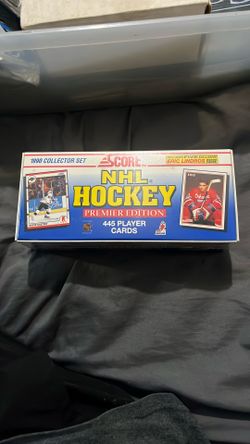 1990 COLLECTOR SET
SCORE
ERIC LINDROS
NHL
HOCKEY
PREMIER EDITION
445 PLAYER
CARDS